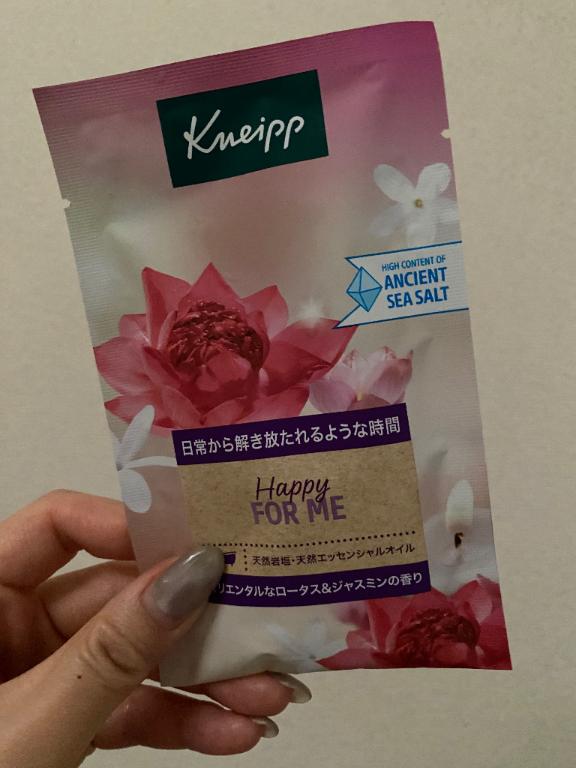 Kneipp
HIGH CONTENT OF
ANCIENT
SEA SALT
日常から解き放たれるような時間
Happy
FOR ME
天然岩塩・天然エッセンシャルオイル
リエンタルなロータス&ジャスミンの香り